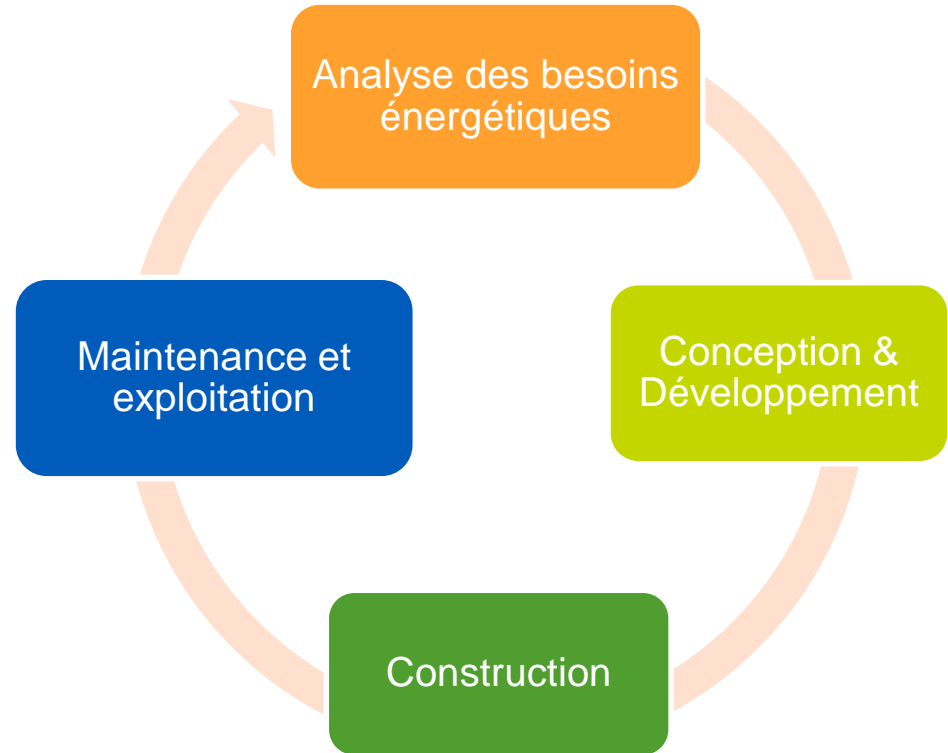 Analyse des besoins
énergétiques
Conception &
Développement
Construction
Maintenance et
exploitation